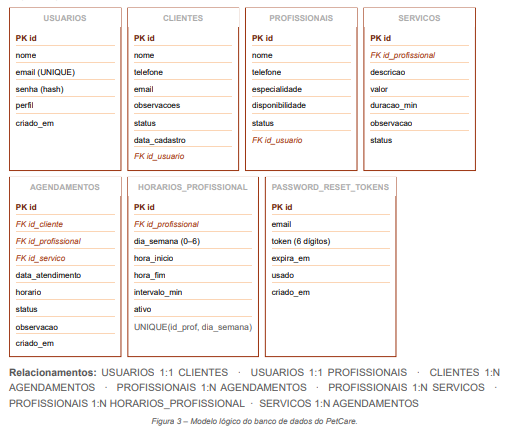 USUARIOS
PK id
nome
email (UNIQUE)
senha (hash)
perfil
criado_em
CLIENTES
PK id
nome
telefone
email
observacoes
status
data_cadastro
FK id_usuario
PROFISSIONAIS
PK id
nome
telefone
especialidade
disponibilidade
status
FK id_usuario
SERVICOS
PK id
FK id_profissional
descricao
valor
duracao_min
observacao
status
AGENDAMENTOS
PK id
FK id_cliente
FK id_profissional
FK id_servico
data_atendimento
horario
status
observacao
criado_em
HORARIOS_PROFISSIONAL
PK id
FK id_profissional
dia_semana (0–6)
hora_inicio
hora_fim
intervalo_min
ativo
UNIQUE(id_prof, dia_semana)
PASSWORD_RESET_TOKENS
PK id
email
token (6 dígitos)
expira_em
usado
criado_em
Relacionamentos: USUARIOS 1:1 CLIENTES · USUARIOS 1:1 PROFISSIONAIS · CLIENTES 1:N
AGENDAMENTOS · PROFISSIONAIS 1:N AGENDAMENTOS · PROFISSIONAIS 1:N SERVICOS ·
PROFISSIONAIS 1:N HORARIOS_PROFISSIONAL · SERVICOS 1:N AGENDAMENTOS
Figura 3 – Modelo lógico do banco de dados do PetCare.